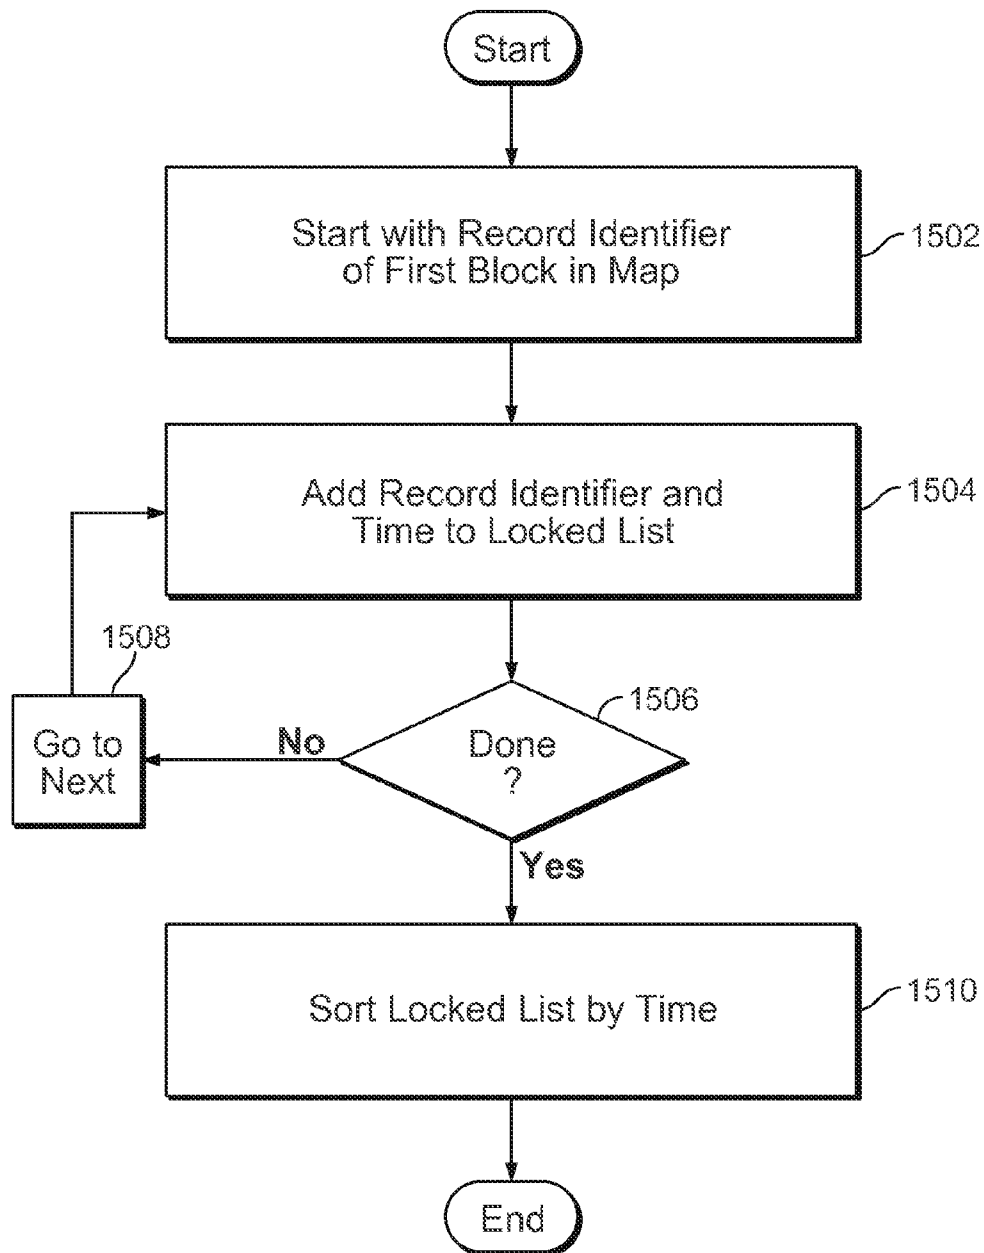 Start
Start with Record Identifier
of First Block in Map
1502
Add Record Identifier and
Time to Locked List
1504
1508
Go to
Next
No
Done
?
1506
Yes
Sort Locked List by Time
1510
End